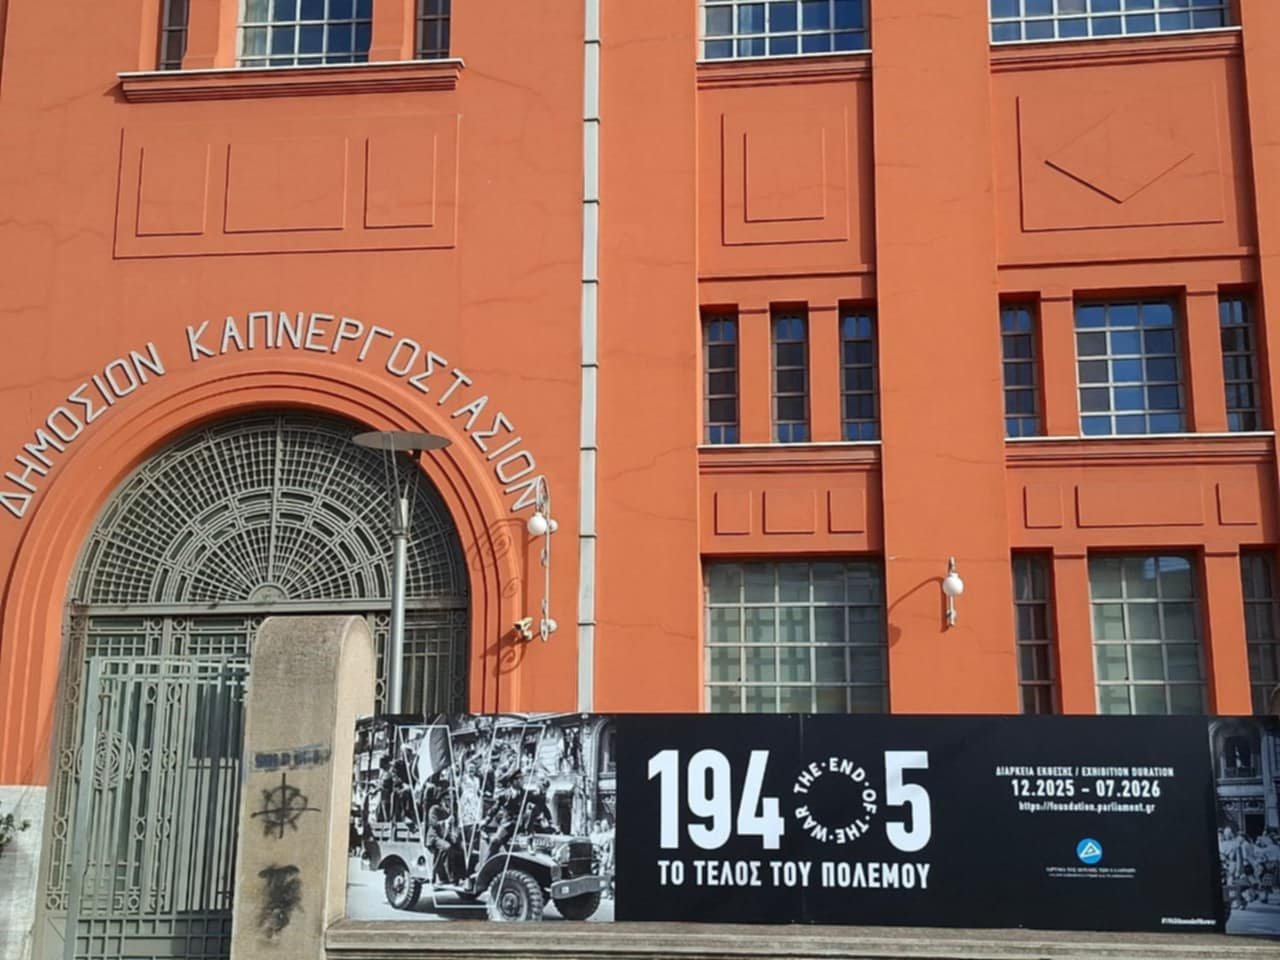 ΔΗΜΟΣΙΟΝ ΚΑΠΝΕΡΓΟΣΤΑΣΙΟΝ
194 5
THE·END·OF·THE·WAR·
ΤΟ ΤΕΛΟΣ ΤΟΥ ΠΟΛΕΜΟΥ
ΔΙΑΡΚΕΙΑ ΕΚΘΕΣΗΣ / EXHIBITION DURATION
12.2025 - 07.2026
https://foundation.parliament.gr